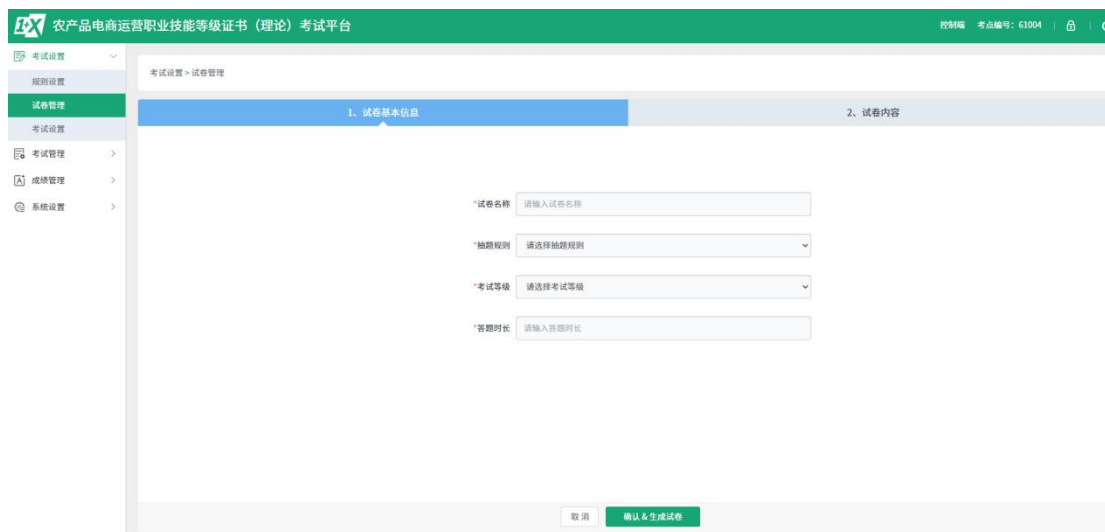 1+X 农产品电商运营职业技能等级证书（理论）考试平台
控制端 考点编号：61004
考试设置
规则设置
试卷管理
考试设置
考试管理
成绩管理
系统设置
考试设置>试卷管理
1、试卷基本信息
2、试卷内容
*试卷名称 请输入试卷名称
*抽题规则 请选择抽题规则
*考试等级 请选择考试等级
*答题时长 请输入答题时长
取消 确认&生成试卷